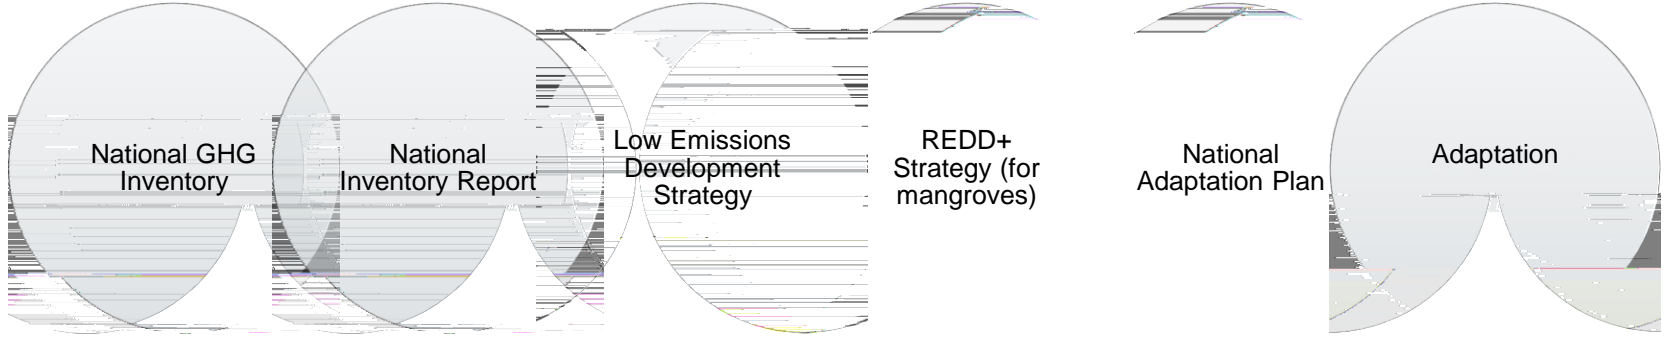 National GHG
Inventory
National
Inventory Report
Low Emissions
Development
Strategy
REDD+
Strategy (for
mangroves)
National
Adaptation Plan
Adaptation